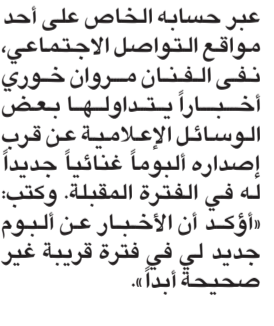 عبر حسابه الخاص على أحد
مواقع التواصل الاجتماعي،
نفى الفنان مروان خوري
أخباراً يتداولها بعض
الوسائل الإعلامية عن قرب
إصداره ألبوماً غنائياً جديداً
له في الفترة المقبلة. وكتب:
«أؤكد أن الأخبار عن ألبوم
جديد لي في فترة قريبة غير
صحيحة أبداً».